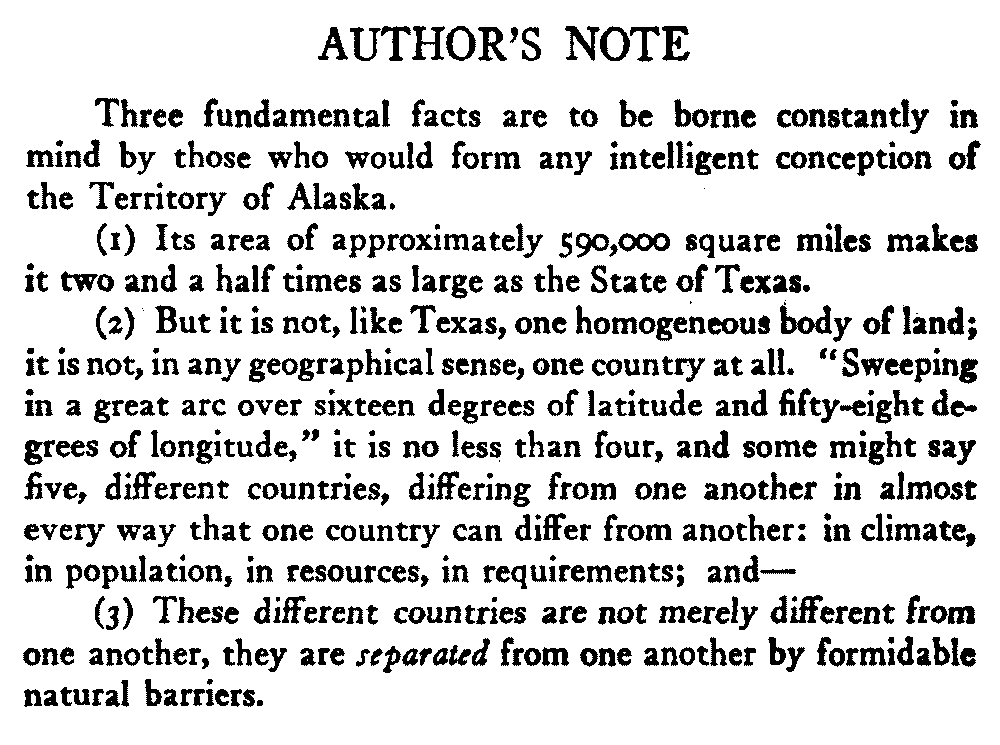 AUTHOR'S NOTE
Three fundamental facts are to be borne constantly in
mind by those who would form any intelligent conception of
the Territory of Alaska.
(1) Its area of approximately 590,000 square miles makes
it two and a half times as large as the State of Texas.
(2) But it is not, like Texas, one homogeneous body of land;
it is not, in any geographical sense, one country at all. “Sweeping
in a great arc over sixteen degrees of latitude and fifty-eight de-
grees of longitude,” it is no less than four, and some might say
five, different countries, differing from one another in almost
every way that one country can differ from another: in climate,
in population, in resources, in requirements; and—
(3) These different countries are not merely different from
one another, they are separated from one another by formidable
natural barriers.